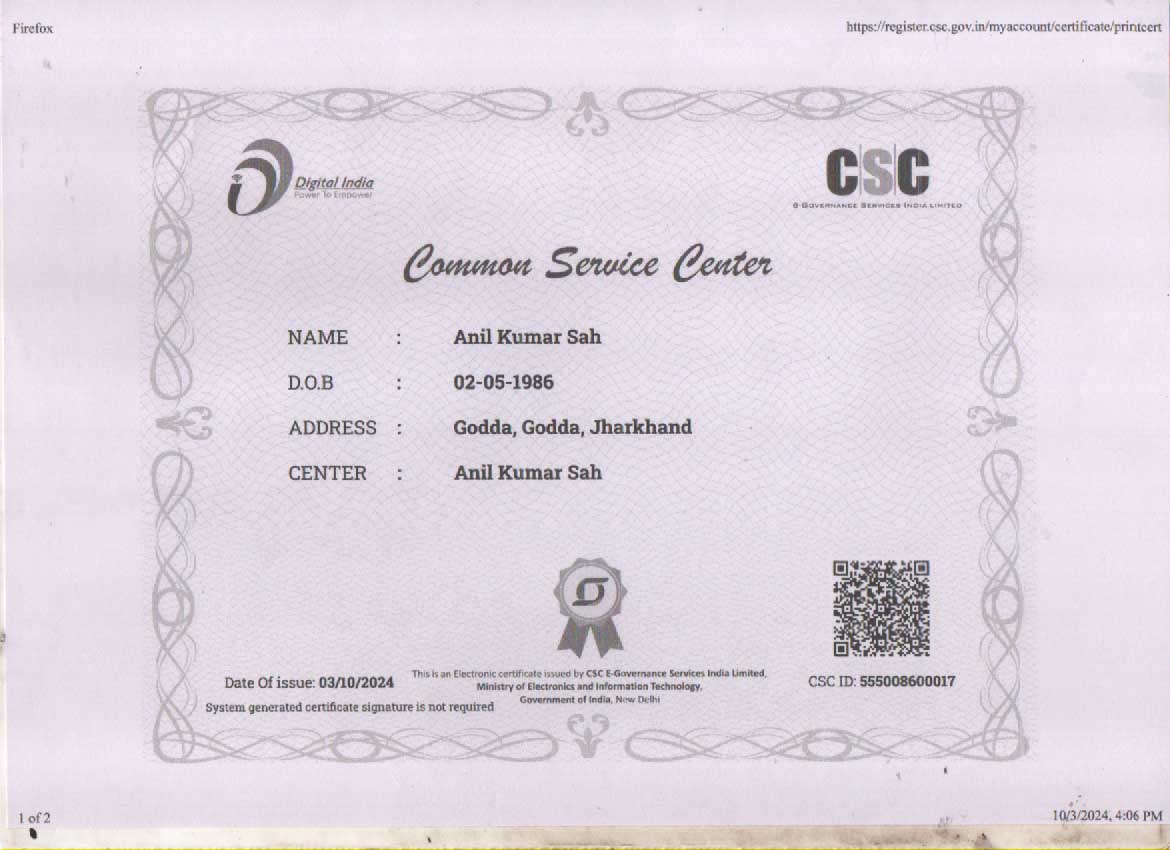 Firefox
https://register.csc.gov.in/myaccount/certificate/printcert
Digital India
Power To Empower
CSC
e-Governance Services India Limited
Common Service Center
NAME : Anil Kumar Sah
D.O.B : 02-05-1986
ADDRESS : Godda, Godda, Jharkhand
CENTER : Anil Kumar Sah
This is an Electronic certificate issued by CSC E-Governance Services India Limited,
Ministry of Electronics and Information Technology,
Government of India, New Delhi
Date Of issue: 03/10/2024
System generated certificate signature is not required
CSC ID: 555008600017
1 of 2
10/3/2024, 4:06 PM